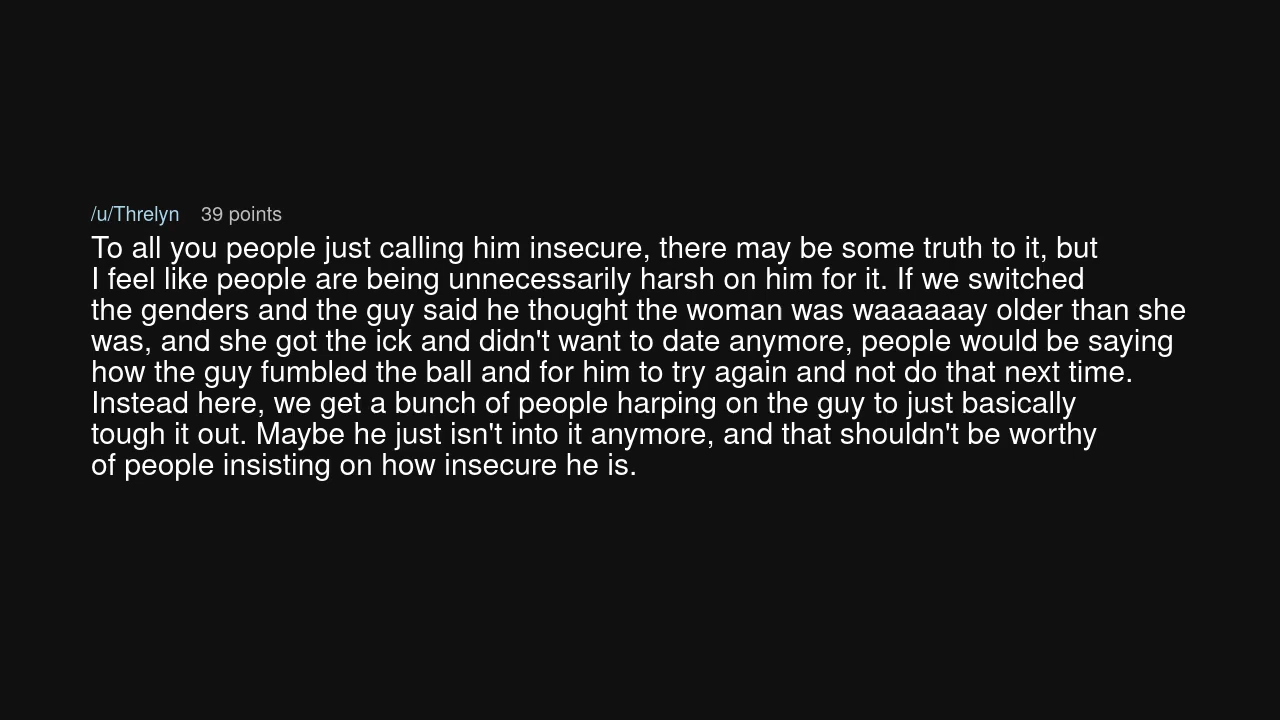 /u/Threlyn 39 points
To all you people just calling him insecure, there may be some truth to it, but
I feel like people are being unnecessarily harsh on him for it. If we switched
the genders and the guy said he thought the woman was waaaaaay older than she
was, and she got the ick and didn't want to date anymore, people would be saying
how the guy fumbled the ball and for him to try again and not do that next time.
Instead here, we get a bunch of people harping on the guy to just basically
tough it out. Maybe he just isn't into it anymore, and that shouldn't be worthy
of people insisting on how insecure he is.